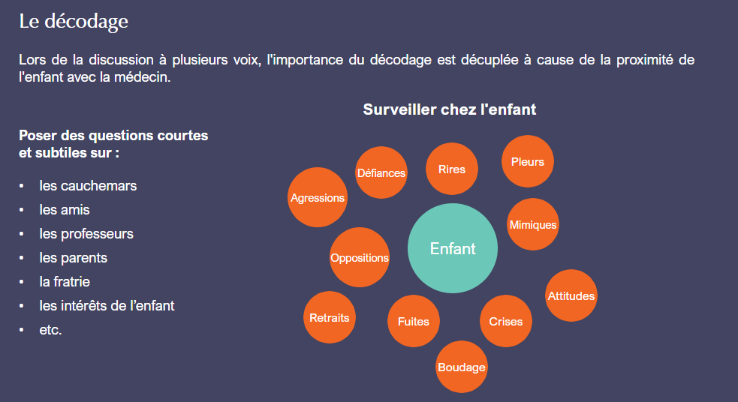 Le décodage
Lors de la discussion à plusieurs voix, l'importance du décodage est décuplée à cause de la proximité de
l'enfant avec la médecin.
Surveiller chez l'enfant
Poser des questions courtes
et subtiles sur :
• les cauchemars
• les amis
• les professeurs
• les parents
• la fratrie
• les intérêts de l'enfant
• etc.
Pleurs
Rires
Défiances
Agressions
Mimiques
Enfant
Oppositions
Attitudes
Retraits
Fuites
Crises
Boudage